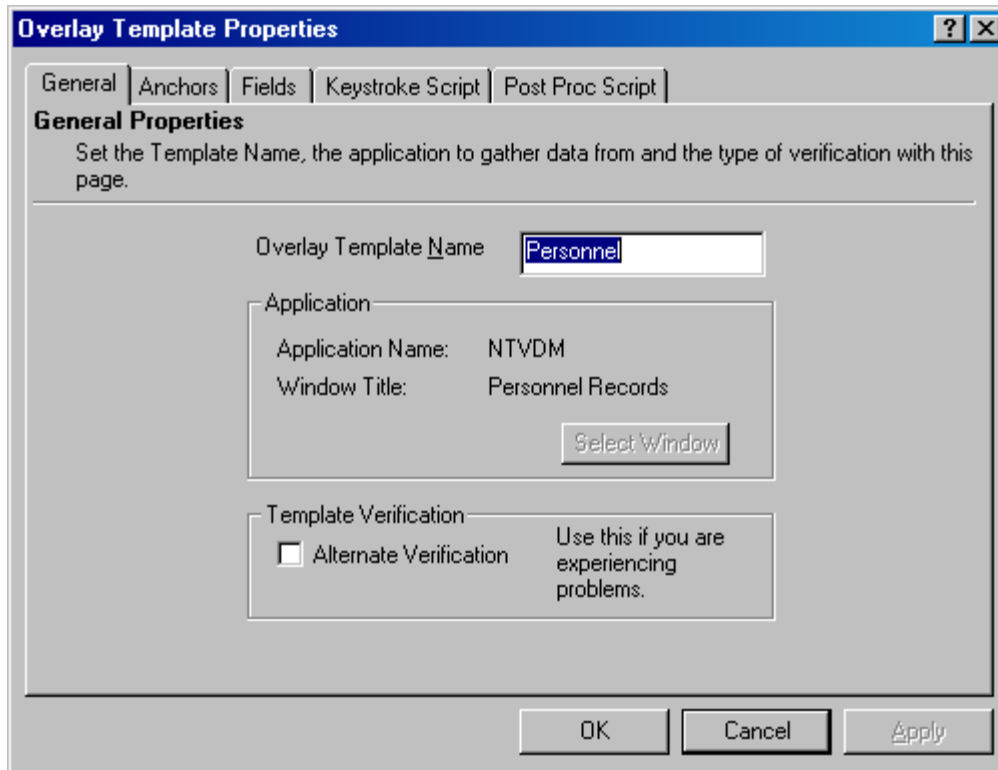 Overlay Template Properties
General Anchors Fields Keystroke Script Post Proc Script
General Properties
Set the Template Name, the application to gather data from and the type of verification with this
page.
Overlay Template Name Personnel
Application
Application Name: NTVDM
Window Title: Personnel Records
Select Window
Template Verification
Alternate Verification
Use this if you are
experiencing
problems.
OK Cancel Apply